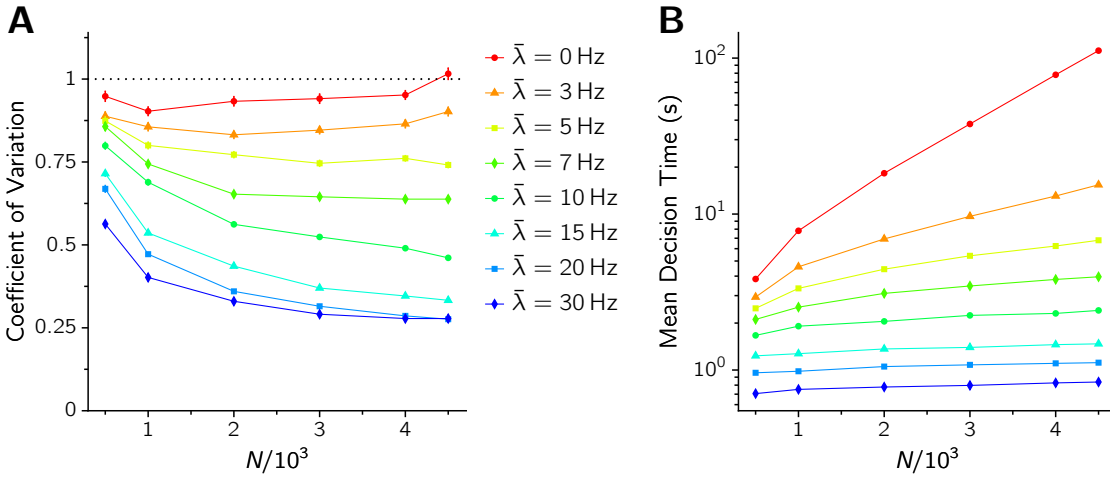 A
Coefficient of Variation
1
0.75
0.5
0.25
0
1 2 3 4
N/10³
λ̄ = 0 Hz
λ̄ = 3 Hz
λ̄ = 5 Hz
λ̄ = 7 Hz
λ̄ = 10 Hz
λ̄ = 15 Hz
λ̄ = 20 Hz
λ̄ = 30 Hz
B
Mean Decision Time (s)
10²
10¹
10⁰
1 2 3 4
N/10³